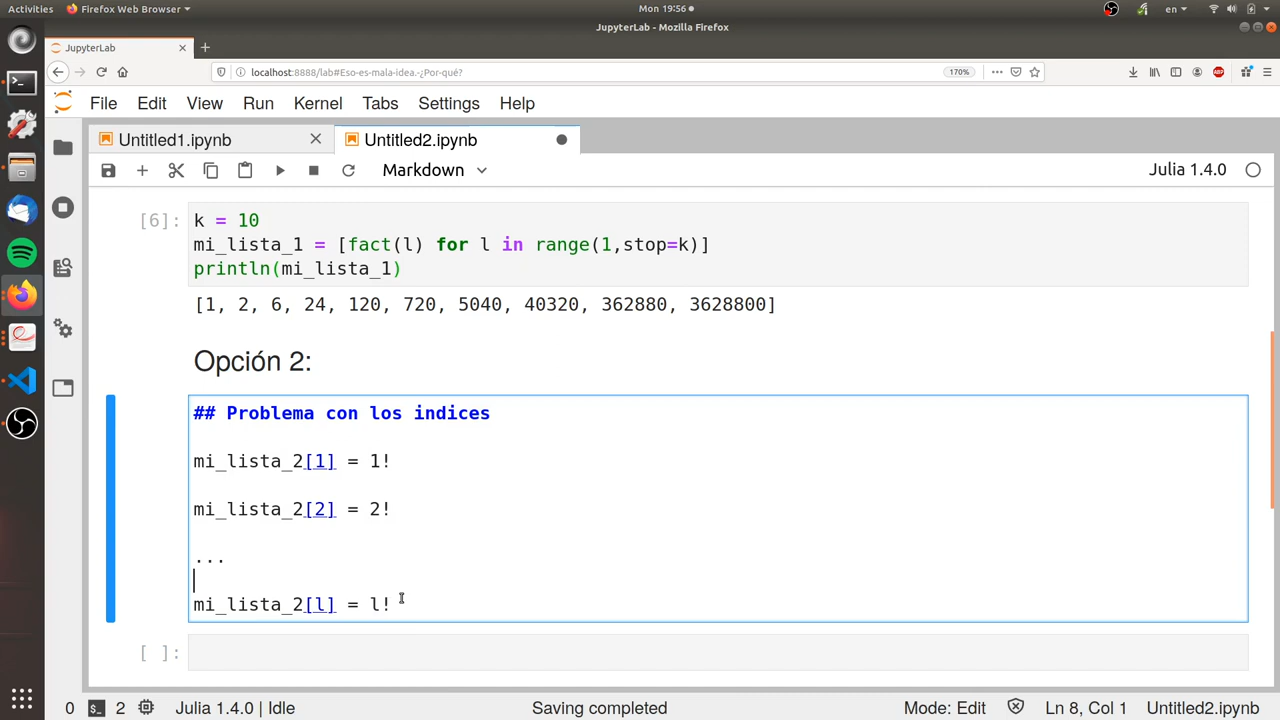 Activities Firefox Web Browser Mon 19:56 en
JupyterLab - Mozilla Firefox
JupyterLab
localhost:8888/lab#Eso-es-mala-idea.-¿Por-qué? 170% ABP
File Edit View Run Kernel Tabs Settings Help
Untitled1.ipynb Untitled2.ipynb
Markdown Julia 1.4.0
[6]: k = 10
mi_lista_1 = [fact(l) for l in range(1,stop=k)]
println(mi_lista_1)
[1, 2, 6, 24, 120, 720, 5040, 40320, 362880, 3628800]
Opción 2:
## Problema con los indices
mi_lista_2[1] = 1!
mi_lista_2[2] = 2!
...
mi_lista_2[l] = l!
[ ]:
0 2 Julia 1.4.0 | Idle Saving completed Mode: Edit Ln 8, Col 1 Untitled2.ipynb